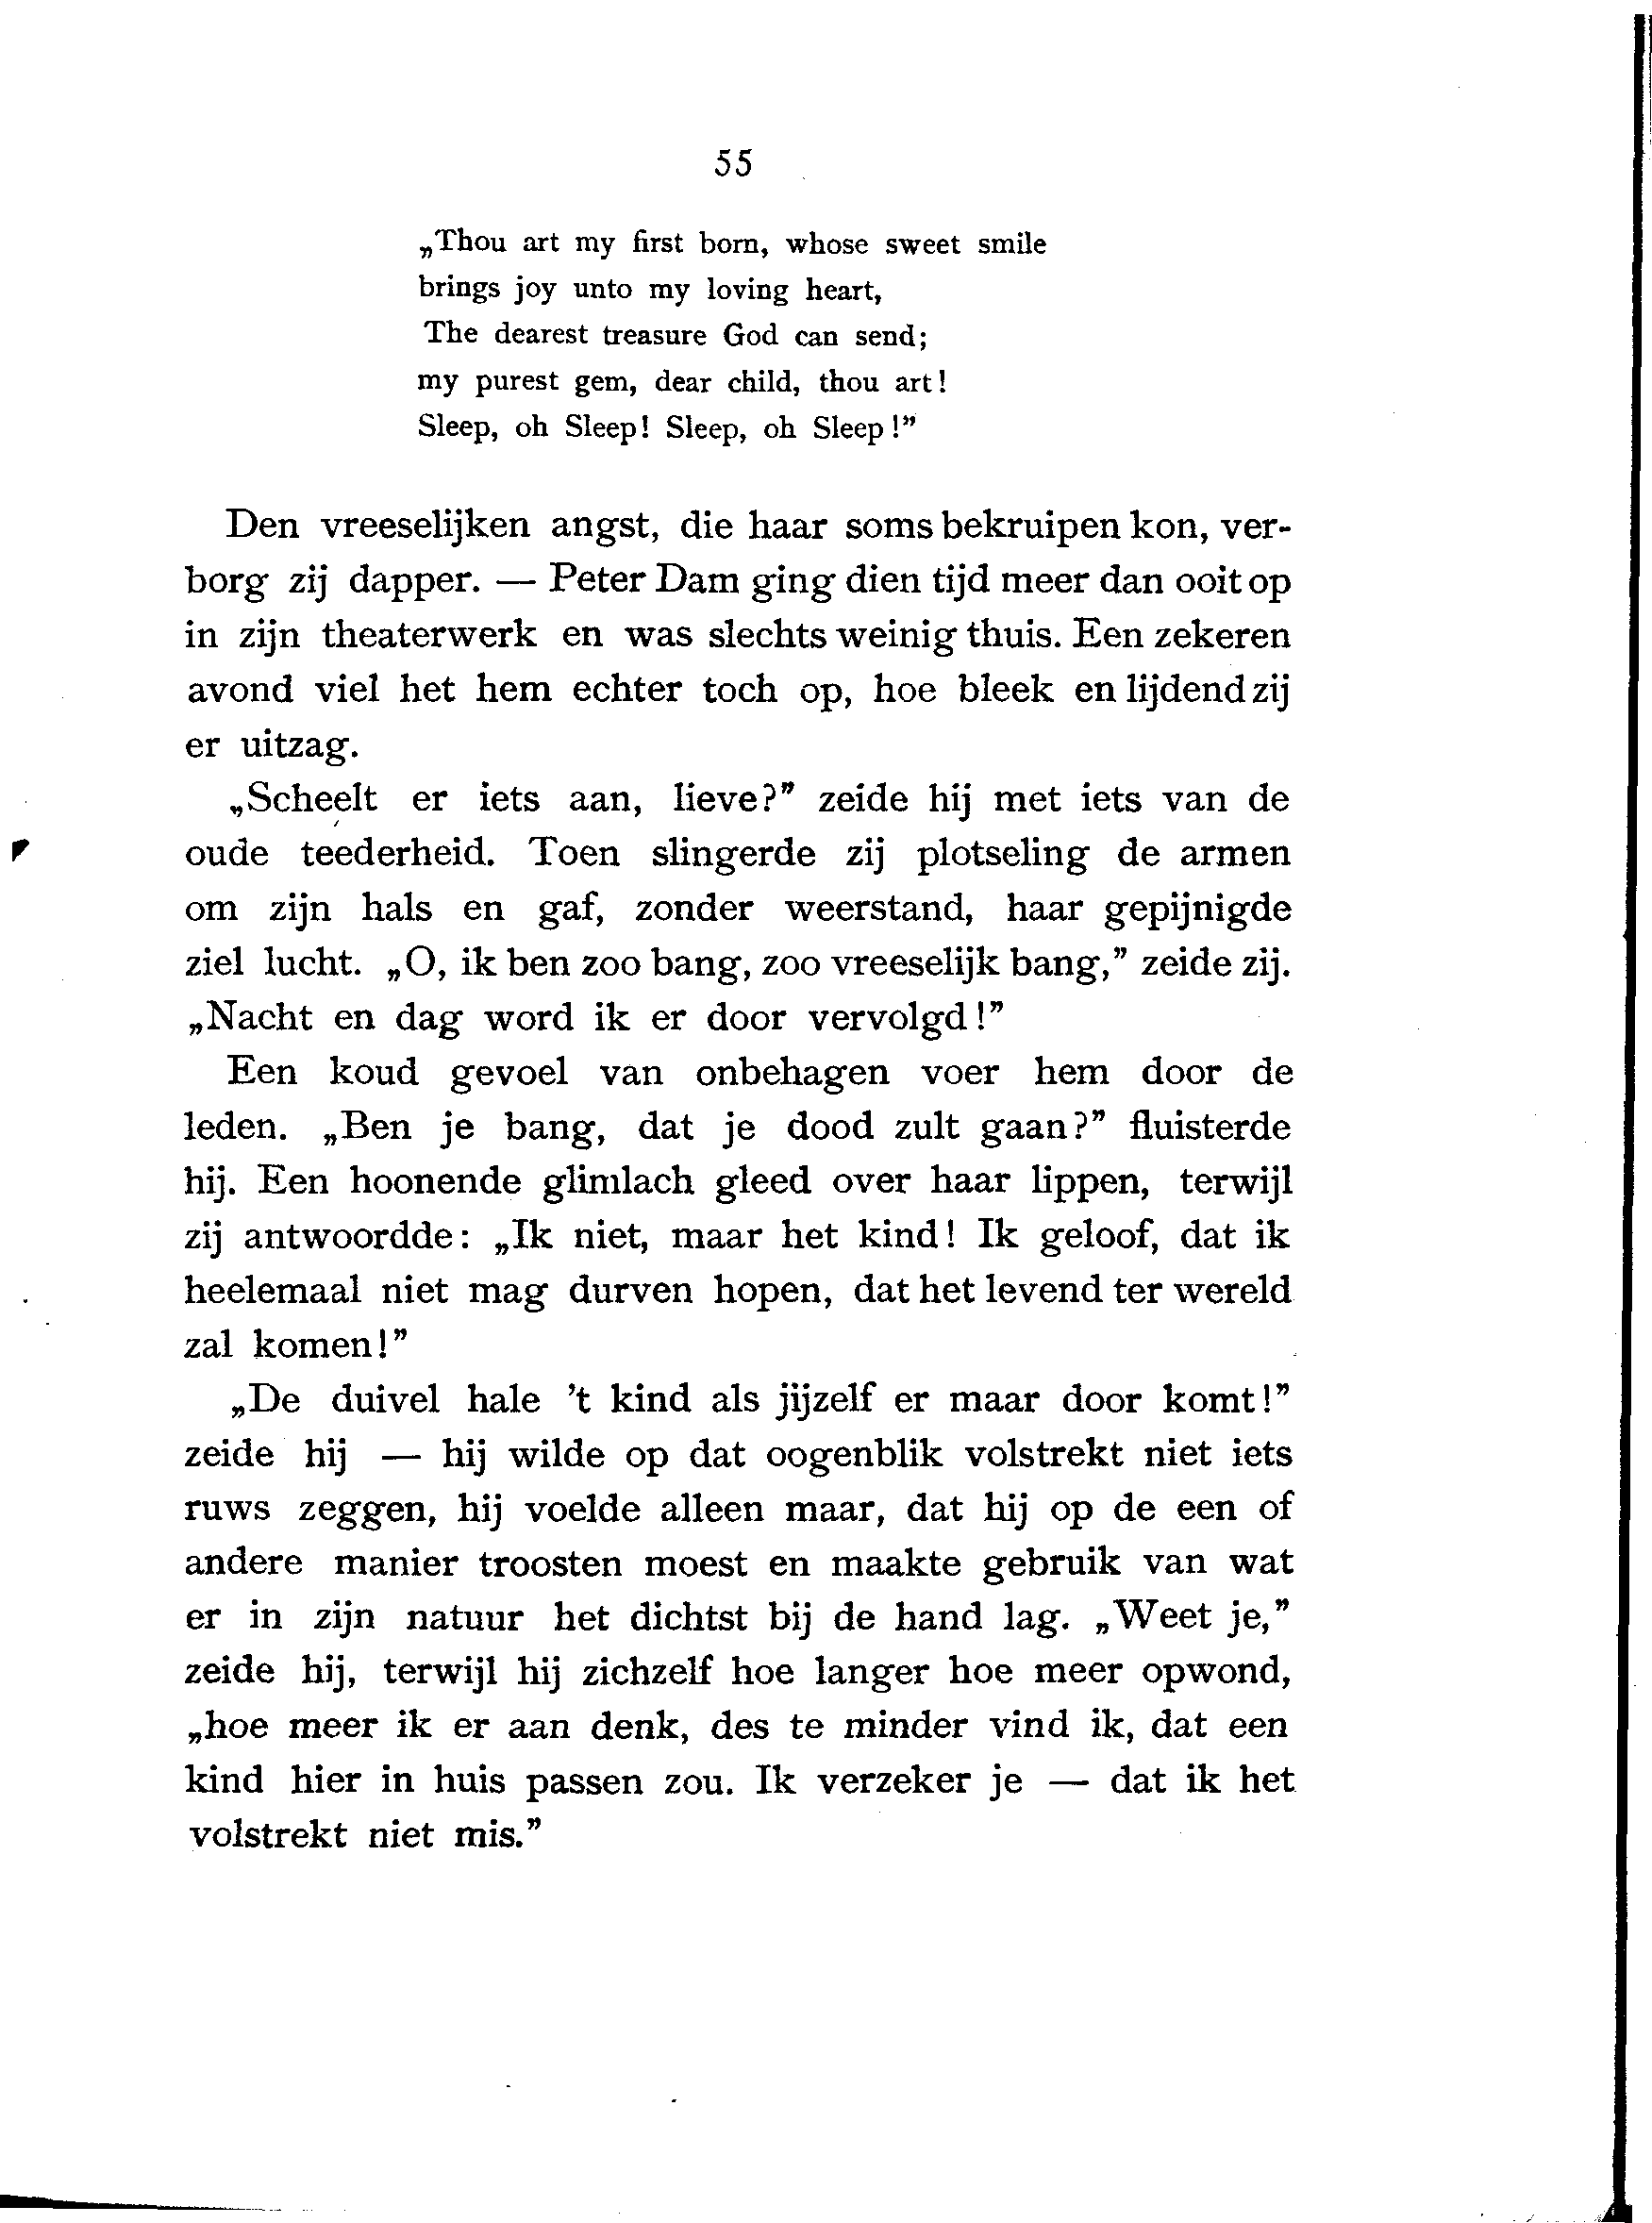 55
„Thou art my first born, whose sweet smile
brings joy unto my loving heart,
The dearest treasure God can send;
my purest gem, dear child, thou art!
Sleep, oh Sleep! Sleep, oh Sleep!”
Den vreeselijken angst, die haar soms bekruipen kon, ver-
borg zij dapper. — Peter Dam ging dien tijd meer dan ooit op
in zijn theaterwerk en was slechts weinig thuis. Een zekeren
avond viel het hem echter toch op, hoe bleek en lijdend zij
er uitzag.
„Scheelt er iets aan, lieve?” zeide hij met iets van de
oude teederheid. Toen slingerde zij plotseling de armen
om zijn hals en gaf, zonder weerstand, haar gepijnigde
ziel lucht. „O, ik ben zoo bang, zoo vreeselijk bang,” zeide zij.
„Nacht en dag word ik er door vervolgd!”
Een koud gevoel van onbehagen voer hem door de
leden. „Ben je bang, dat je dood zult gaan?” fluisterde
hij. Een hoonende glimlach gleed over haar lippen, terwijl
zij antwoordde: „Ik niet, maar het kind! Ik geloof, dat ik
heelemaal niet mag durven hopen, dat het levend ter wereld
zal komen!”
„De duivel hale 't kind als jijzelf er maar door komt!”
zeide hij — hij wilde op dat oogenblik volstrekt niet iets
ruws zeggen, hij voelde alleen maar, dat hij op de een of
andere manier troosten moest en maakte gebruik van wat
er in zijn natuur het dichtst bij de hand lag. „Weet je,”
zeide hij, terwijl hij zichzelf hoe langer hoe meer opwond,
„hoe meer ik er aan denk, des te minder vind ik, dat een
kind hier in huis passen zou. Ik verzeker je — dat ik het
volstrekt niet mis.”